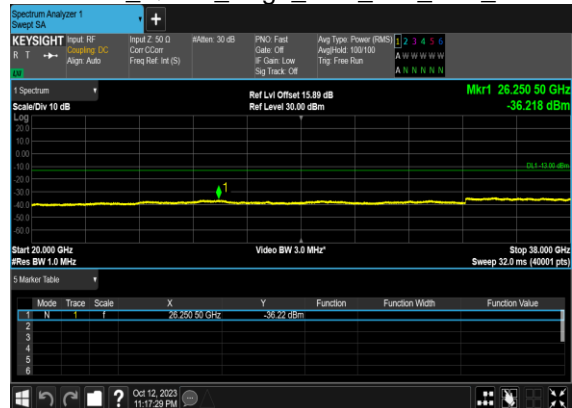 Spectrum Analyzer 1
Swept SA
+
KEYSIGHT Input: RF Input Z: 50 Ω #Atten: 30 dB PNO: Fast Avg Type: Power (RMS) 1 2 3 4 5 6
R T Coupling: DC Corr CCorr Gate: Off Avg|Hold: 100/100 A W W W W W
Align: Auto Freq Ref: Int (S) IF Gain: Low Trig: Free Run
Sig Track: Off A N N N N N
1 Spectrum Ref Lvl Offset 15.89 dB Mkr1 26.250 50 GHz
Scale/Div 10 dB Ref Level 30.00 dBm -36.218 dBm
Log
20.0
10.0
0.00
-10.0 DL1 -13.00 dBm
-20.0
-30.0 1
-40.0
-50.0
-60.0
Start 20.000 GHz Video BW 3.0 MHz* Stop 38.000 GHz
#Res BW 1.0 MHz Sweep 32.0 ms (40001 pts)
5 Marker Table
Mode Trace Scale X Y Function Function Width Function Value
1 N 1 f 26.250 50 GHz -36.22 dBm
2
3
4
5
6
? Oct 12, 2023
11:17:29 PM